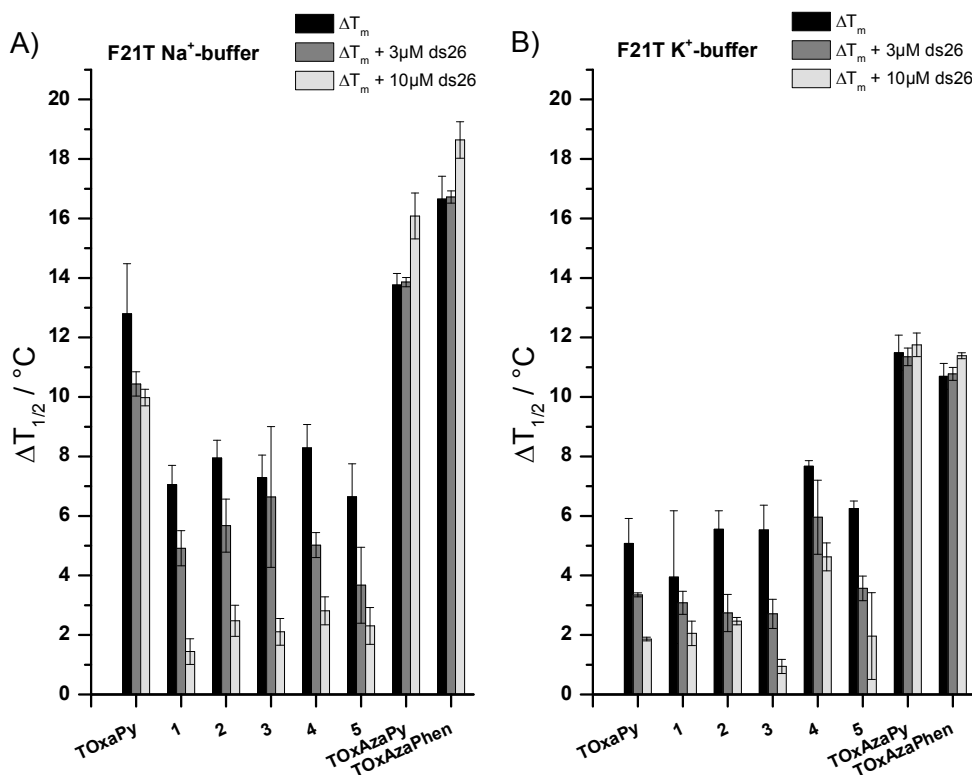 A)
F21T Na⁺-buffer
ΔTₘ
ΔTₘ + 3µM ds26
ΔTₘ + 10µM ds26
ΔT₁/₂ / °C
20
18
16
14
12
10
8
6
4
2
0
TOxaPy
1
2
3
4
5
TOxAzaPy
TOxAzaPhen
B)
F21T K⁺-buffer
ΔTₘ
ΔTₘ + 3µM ds26
ΔTₘ + 10µM ds26
ΔT₁/₂ / °C
20
18
16
14
12
10
8
6
4
2
0
TOxaPy
1
2
3
4
5
TOxAzaPy
TOxAzaPhen